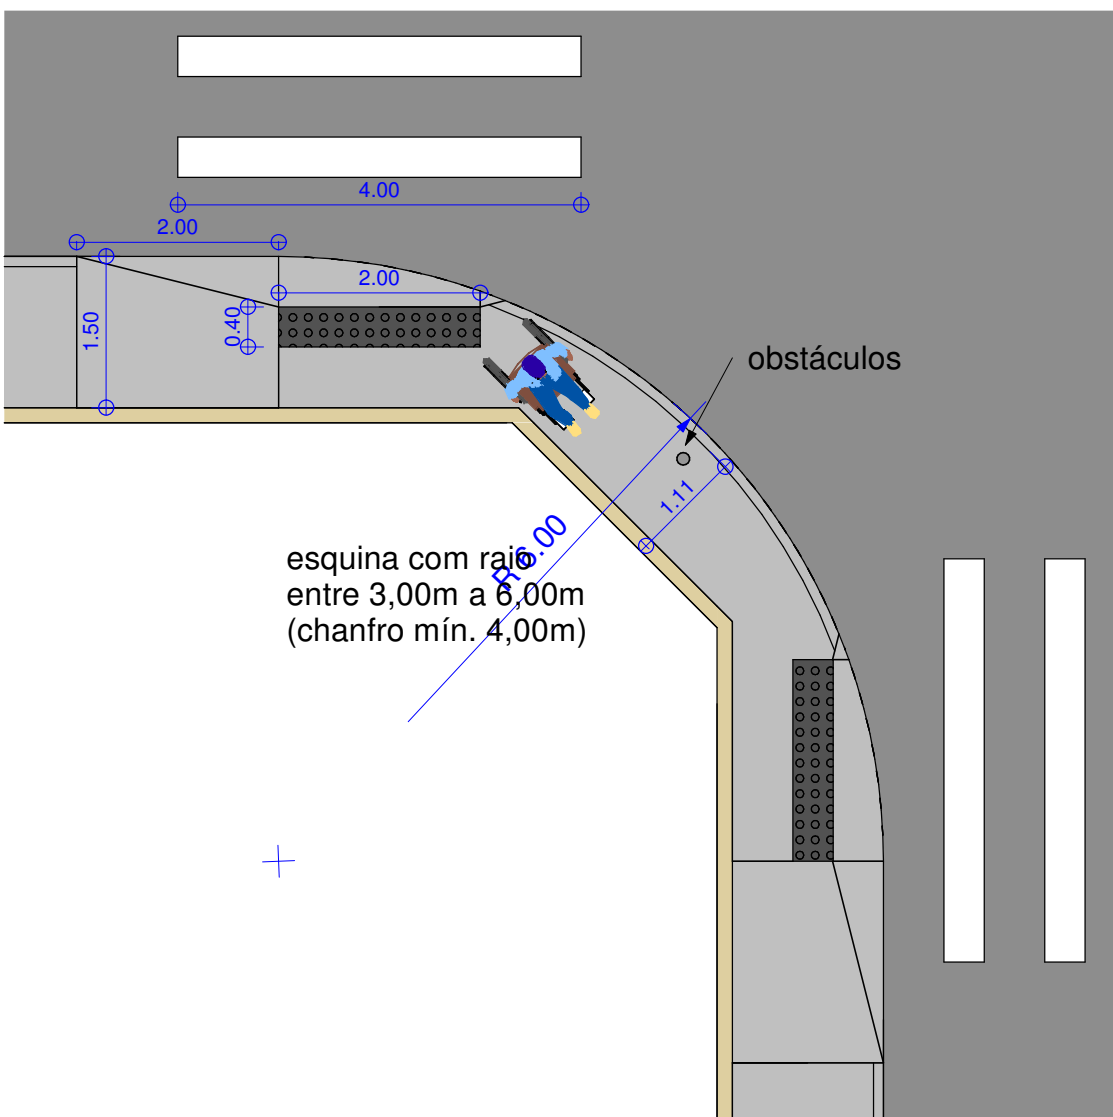 4.00
2.00
2.00
0.40
1.50
obstáculos
1.11
R 6.00
esquina com raio
entre 3,00m a 6,00m
(chanfro mín. 4,00m)